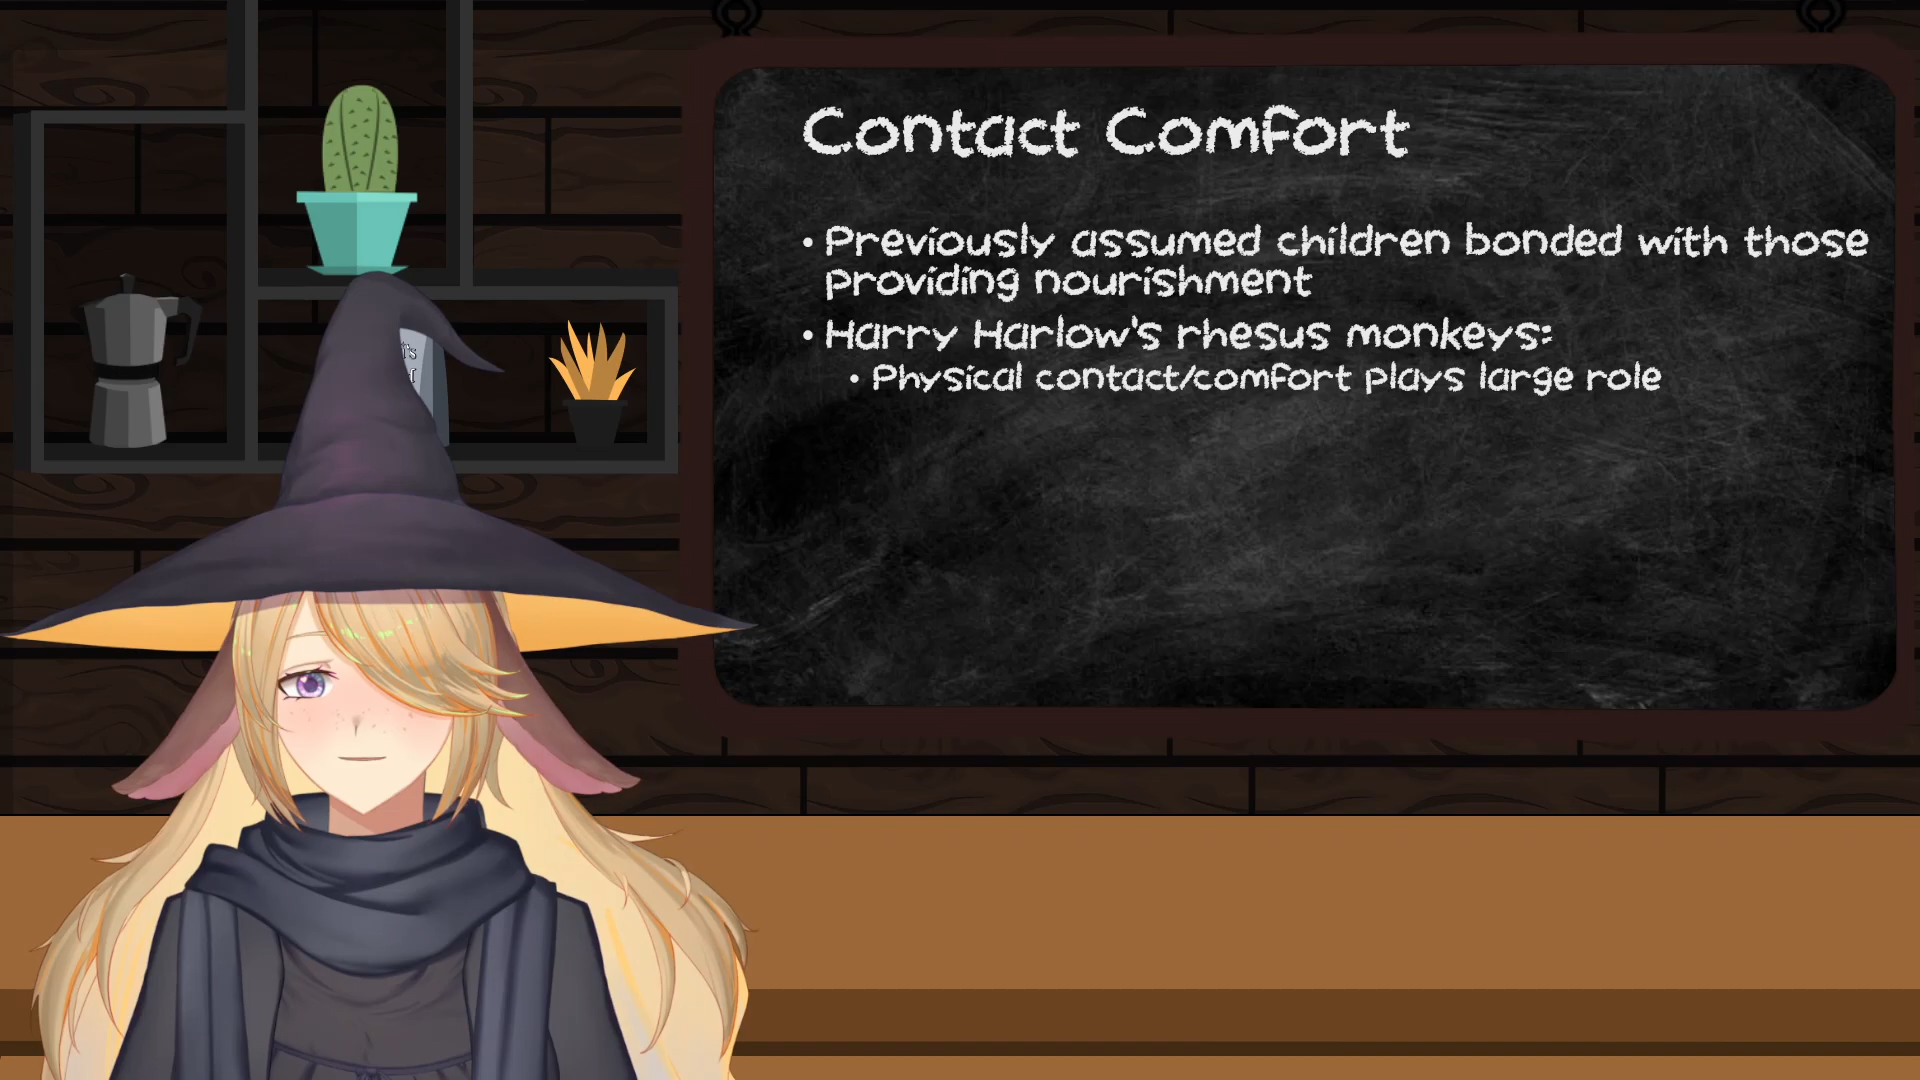 Contact Comfort
• Previously assumed children bonded with those
providing nourishment
• Harry Harlow's rhesus monkeys:
• Physical contact/comfort plays large role